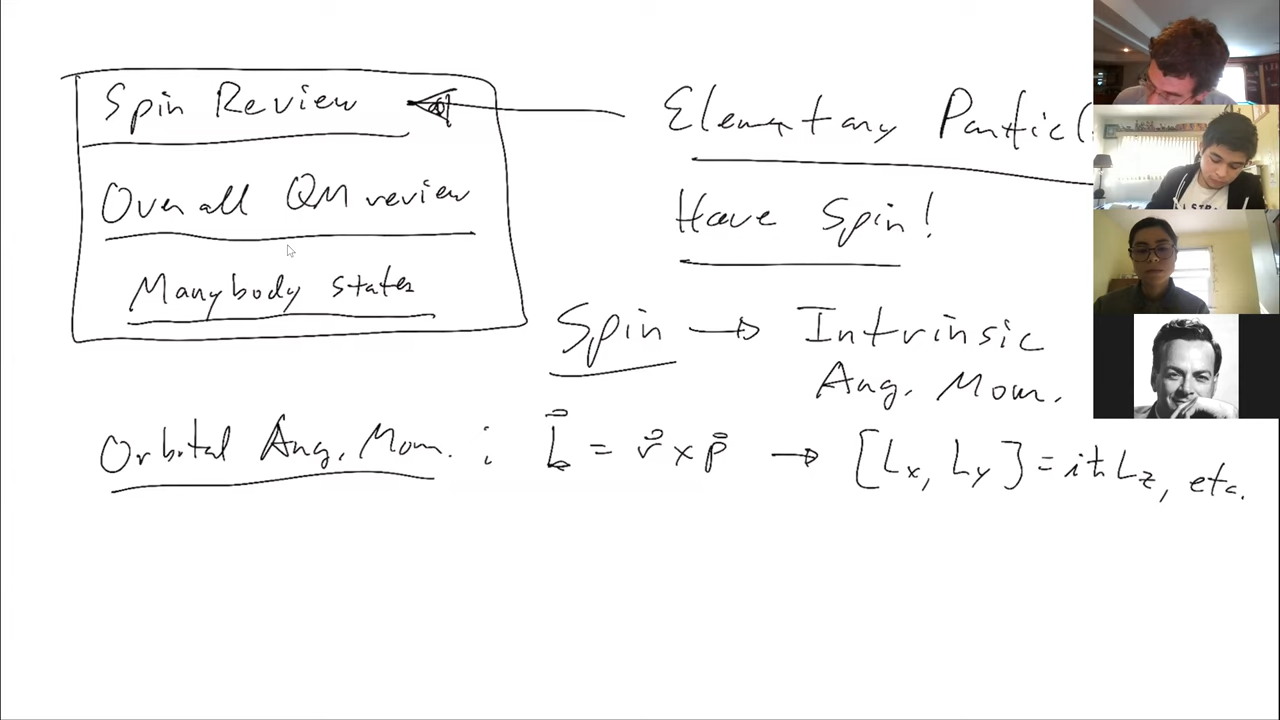 Spin Review
Overall QM review
Manybody states
Elementary Partic
Have Spin!
Spin → Intrinsic
Ang. Mom.
Orbital Ang. Mom. : L⃗ = r⃗ × p⃗ → [Lx, Ly] = iħLz, etc.